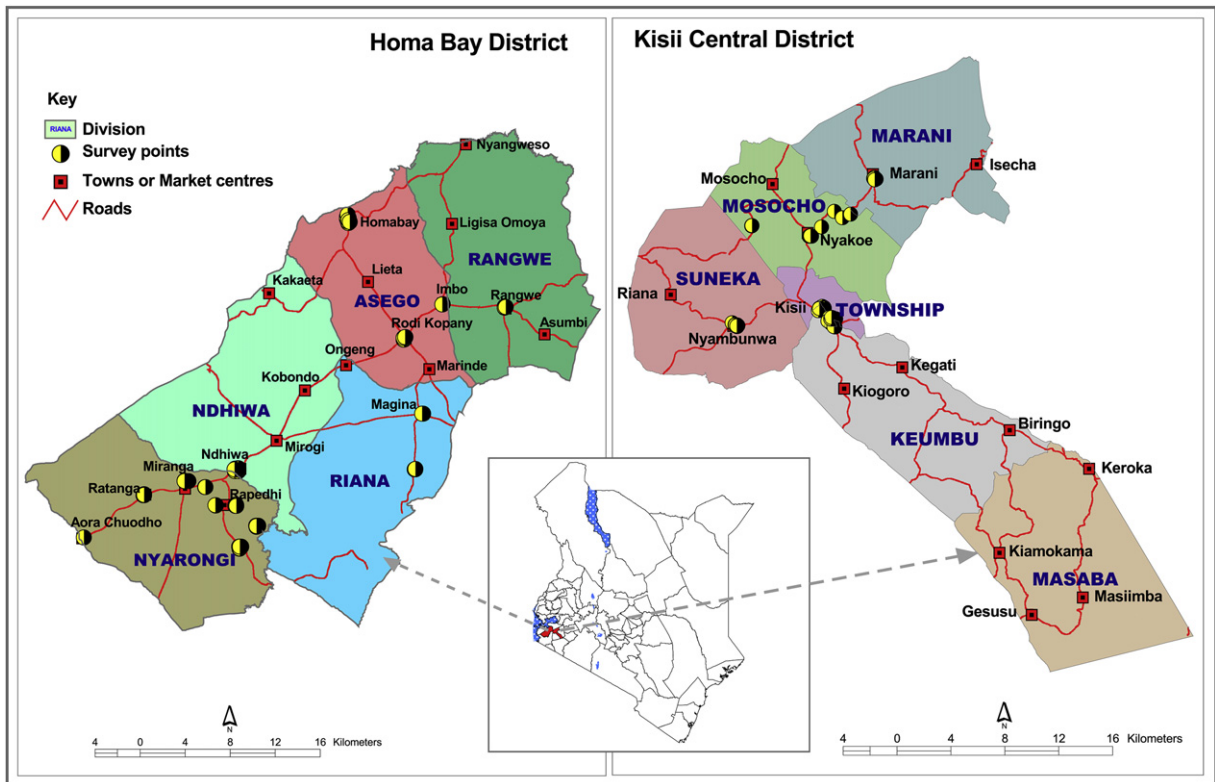 Homa Bay District
Key
RIANA Division
Survey points
Towns or Market centres
Roads
Nyangweso
Homabay
Ligisa Omoya
RANGWE
Kakaeta
Lieta
ASEGO
Imbo
Rangwe
Rodi Kopany
Asumbi
Ongeng
Marinde
Kobondo
Magina
NDHIWA
Mirogi
Ndhiwa
Miranga
RIANA
Ratanga
Rapedhi
Aora Chuodho
NYARONGI
N
4 0 4 8 12 16 Kilometers
Kisii Central District
MARANI
Isecha
Marani
Mosocho
MOSOCHO
Nyakoe
SUNEKA
Riana
Kisii
TOWNSHIP
Nyambunwa
Kegati
Kiogoro
Biringo
KEUMBU
Keroka
Kiamokama
MASABA
Masiimba
Gesusu
N
4 0 4 8 12 16 Kilometers